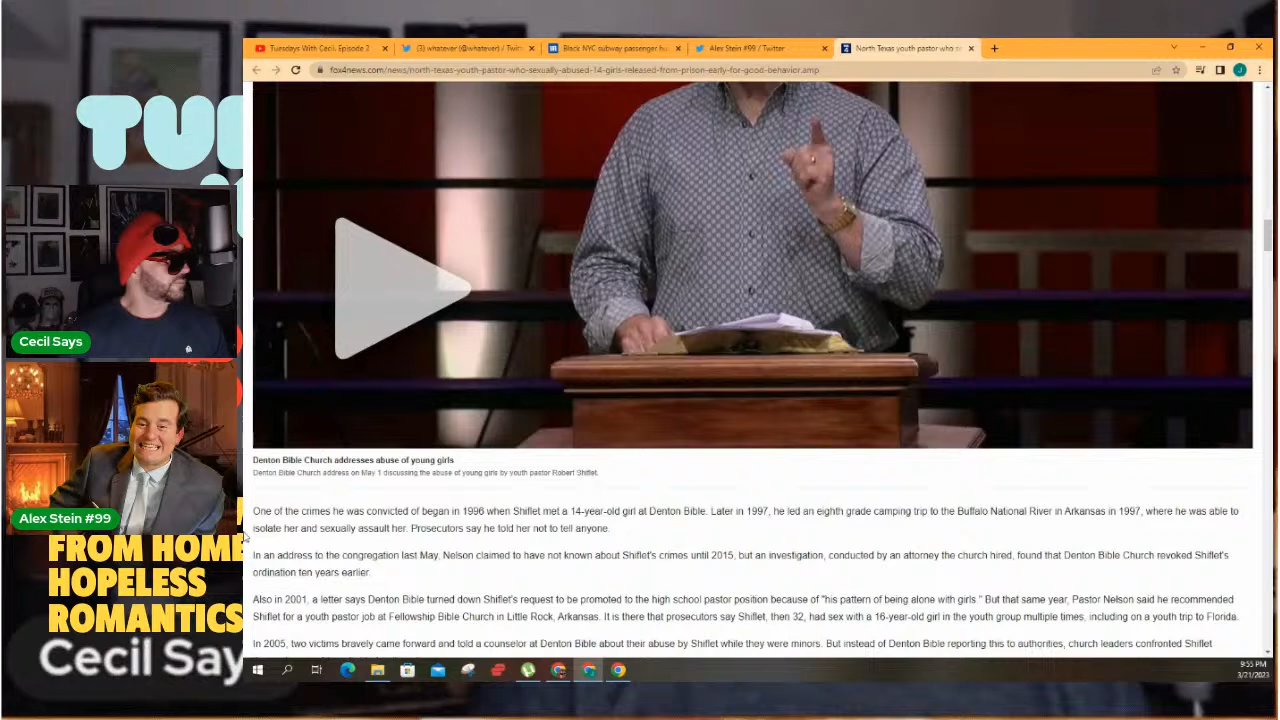 Tuesdays With Cecil. Episode 2
(3) whatever (@whatever) / Twitt
Black NYC subway passenger hu
Alex Stein #99 / Twitter
North Texas youth pastor who se
fox4news.com/news/north-texas-youth-pastor-who-sexually-abused-14-girls-released-from-prison-early-for-good-behavior.amp
TU
Cecil Says
Alex Stein #99
FROM HOME
HOPELESS
ROMANTICS
Cecil Say
Denton Bible Church addresses abuse of young girls
Denton Bible Church address on May 1 discussing the abuse of young girls by youth pastor Robert Shiflet.
One of the crimes he was convicted of began in 1996 when Shiflet met a 14-year-old girl at Denton Bible. Later in 1997, he led an eighth grade camping trip to the Buffalo National River in Arkansas in 1997, where he was able to
isolate her and sexually assault her. Prosecutors say he told her not to tell anyone.
In an address to the congregation last May, Nelson claimed to have not known about Shiflet's crimes until 2015, but an investigation, conducted by an attorney the church hired, found that Denton Bible Church revoked Shiflet's
ordination ten years earlier.
Also in 2001, a letter says Denton Bible turned down Shiflet's request to be promoted to the high school pastor position because of "his pattern of being alone with girls." But that same year, Pastor Nelson said he recommended
Shiflet for a youth pastor job at Fellowship Bible Church in Little Rock, Arkansas. It is there that prosecutors say Shiflet, then 32, had sex with a 16-year-old girl in the youth group multiple times, including on a youth trip to Florida.
In 2005, two victims bravely came forward and told a counselor at Denton Bible about their abuse by Shiflet while they were minors. But instead of Denton Bible reporting this to authorities, church leaders confronted Shiflet
9:55 PM
3/21/2023